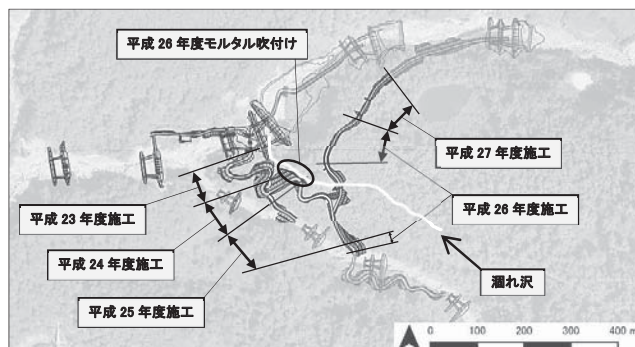 平成 26 年度モルタル吹付け
平成 27 年度施工
平成 23 年度施工
平成 26 年度施工
平成 24 年度施工
涸れ沢
平成 25 年度施工
0 100 200 300 400 m